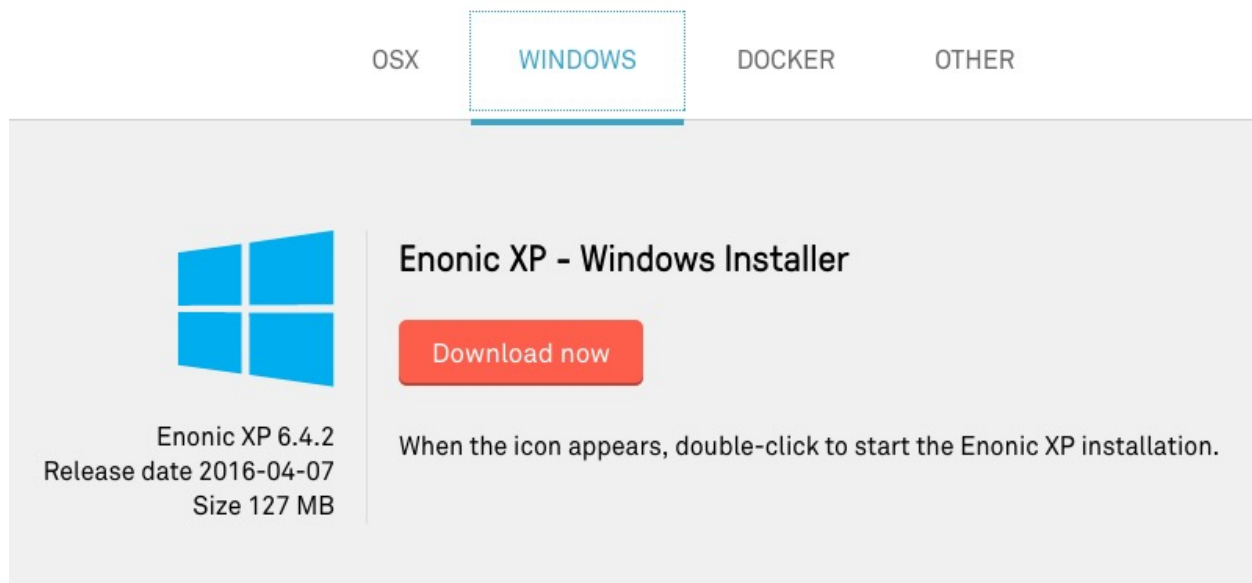 OSX WINDOWS DOCKER OTHER
Enonic XP - Windows Installer
Download now
Enonic XP 6.4.2
Release date 2016-04-07
Size 127 MB
When the icon appears, double-click to start the Enonic XP installation.